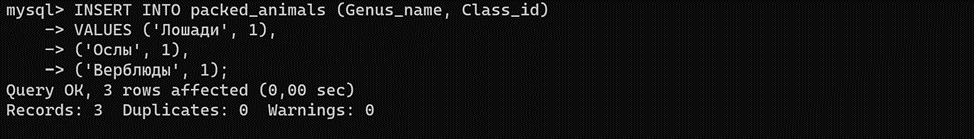 mysql> INSERT INTO packed_animals (Genus_name, Class_id)
    -> VALUES ('Лошади', 1),
    -> ('Ослы', 1),
    -> ('Верблюды', 1);
Query OK, 3 rows affected (0,00 sec)
Records: 3  Duplicates: 0  Warnings: 0